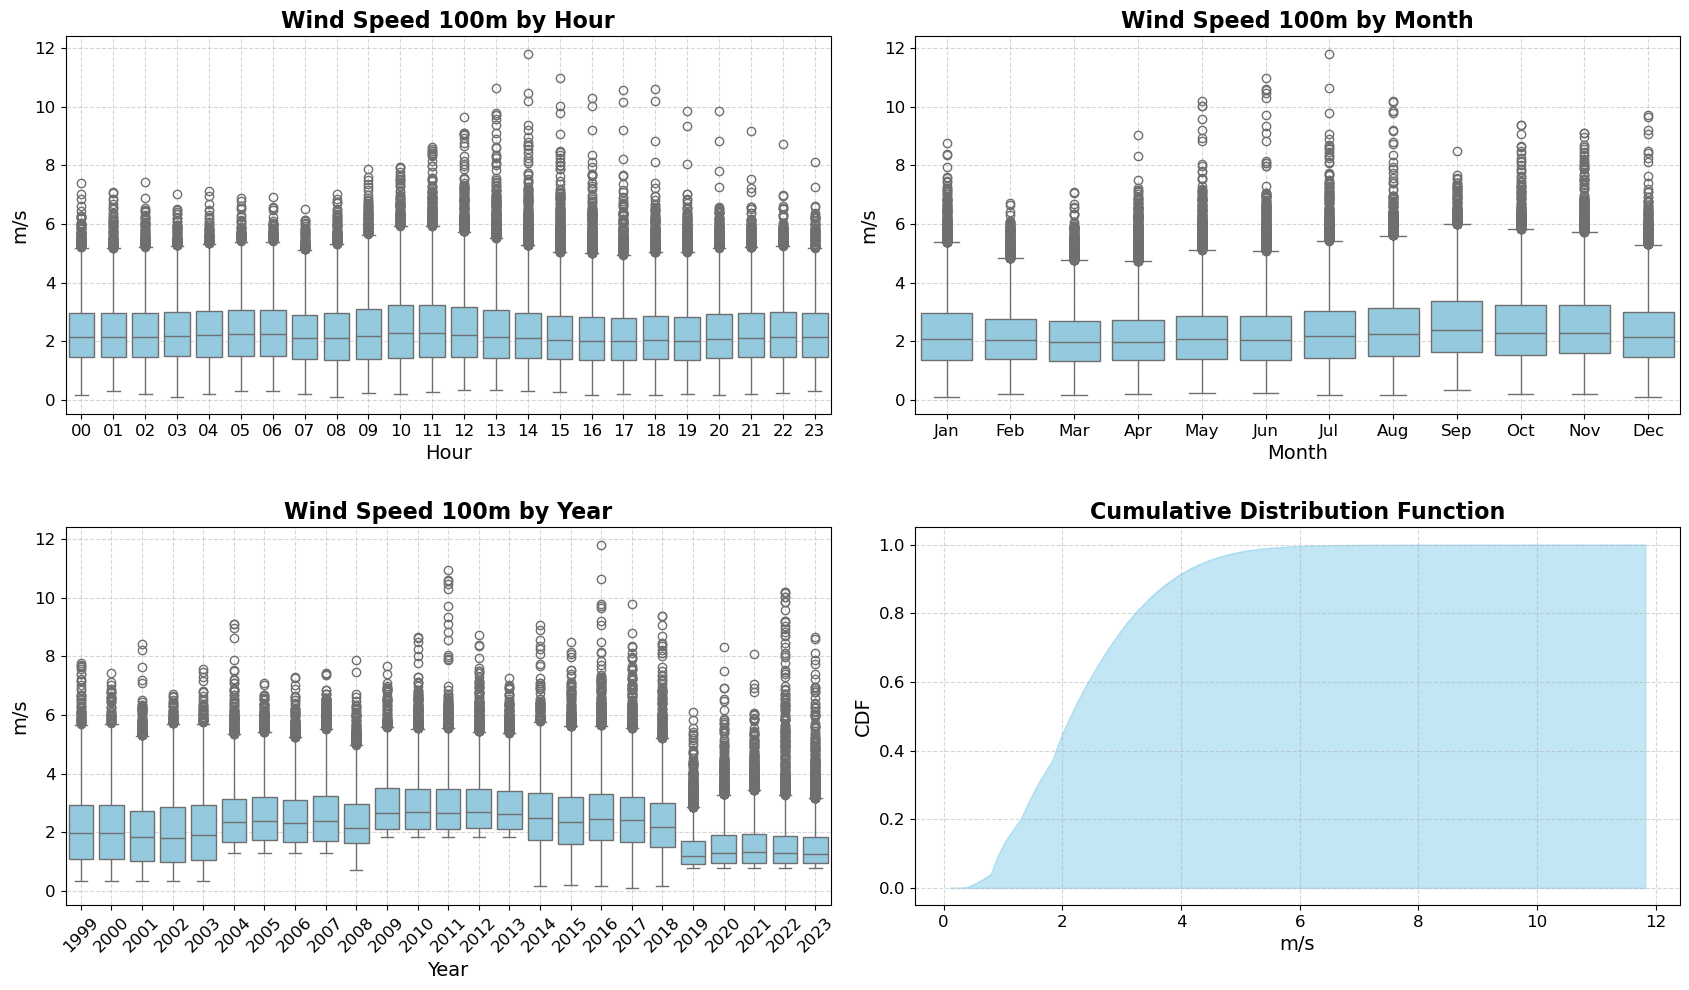 Wind Speed 100m by Hour
12
10
8
6
4
2
0
m/s
00 01 02 03 04 05 06 07 08 09 10 11 12 13 14 15 16 17 18 19 20 21 22 23
Hour
Wind Speed 100m by Month
12
10
8
6
4
2
0
m/s
Jan Feb Mar Apr May Jun Jul Aug Sep Oct Nov Dec
Month
Wind Speed 100m by Year
12
10
8
6
4
2
0
m/s
1999 2000 2001 2002 2003 2004 2005 2006 2007 2008 2009 2010 2011 2012 2013 2014 2015 2016 2017 2018 2019 2020 2021 2022 2023
Year
Cumulative Distribution Function
1.0
0.8
0.6
0.4
0.2
0.0
CDF
0 2 4 6 8 10 12
m/s